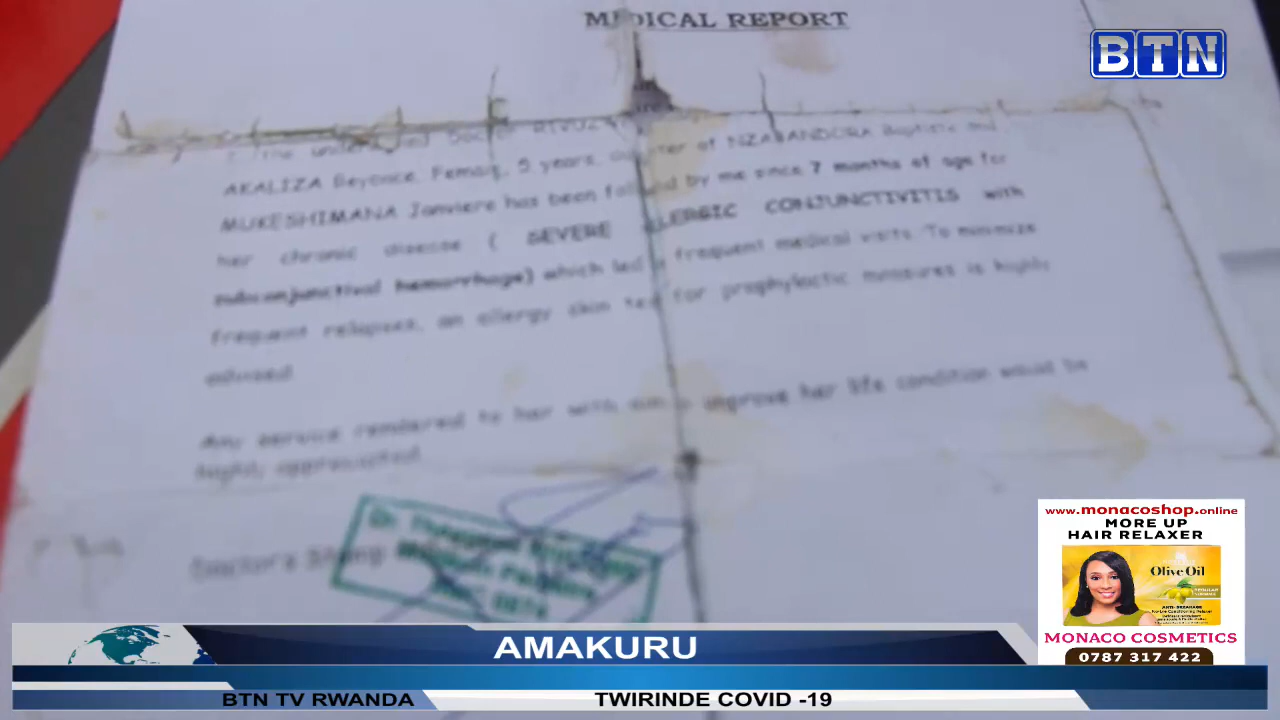 MEDICAL REPORT
BTN
AKALIZA Beyonce, Female, 5 years, daughter of NZABANDORA Baptiste and
MUKESHIMANA Janviere has been followed by me since 7 months of age for
her chronic disease ( SEVERE ALLERGIC CONJUNCTIVITIS with
subconjunctival hemorrhage) which led frequent medical visits. To minimize
frequent relapses, an allergy skin test for prophylactic measures is highly
advised
Any service rendered to her with aim improve her life condition would be
highly appreciated
Doctor's Stamp
www.monacoshop.online
MORE UP
HAIR RELAXER
Olive Oil
ANTI-BREAKAGE
MONACO COSMETICS
0787 317 422
AMAKURU
BTN TV RWANDA
TWIRINDE COVID -19